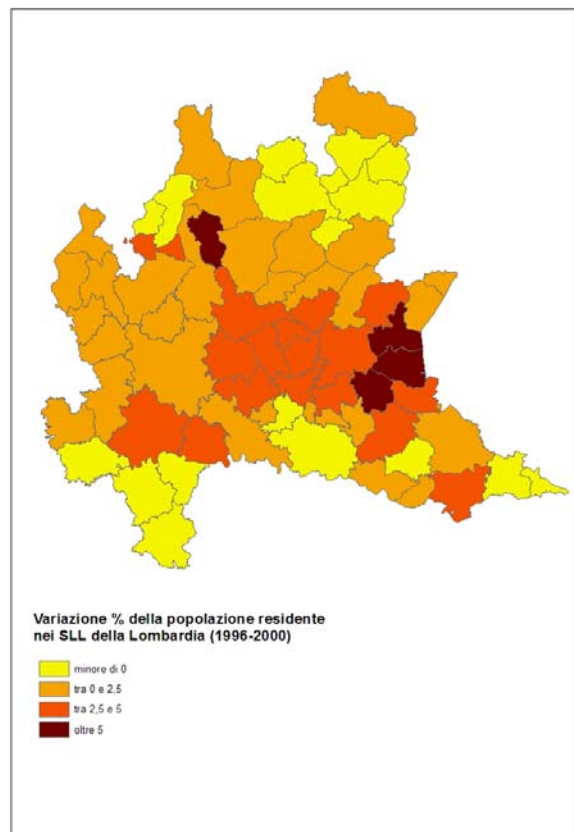 Variazione % della popolazione residente
nei SLL della Lombardia (1996-2000)
minore di 0
tra 0 e 2,5
tra 2,5 e 5
oltre 5